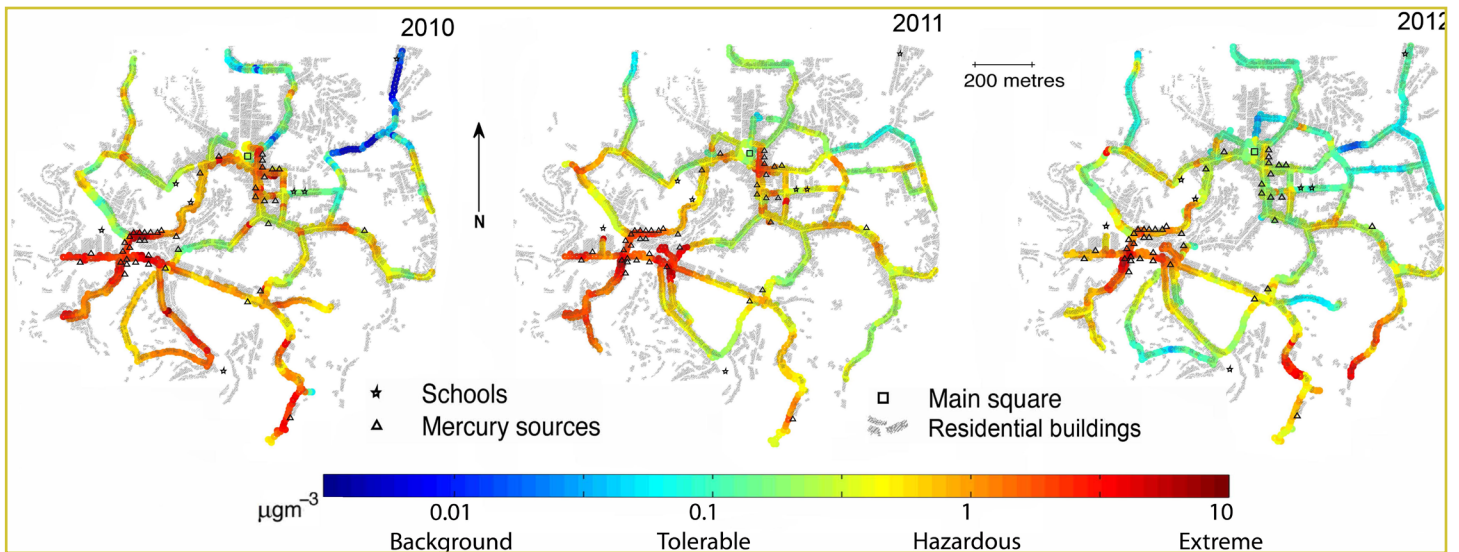 2010
2011
2012
200 metres
N
Schools
Mercury sources
Main square
Residential buildings
µgm⁻³
0.01
0.1
1
10
Background
Tolerable
Hazardous
Extreme